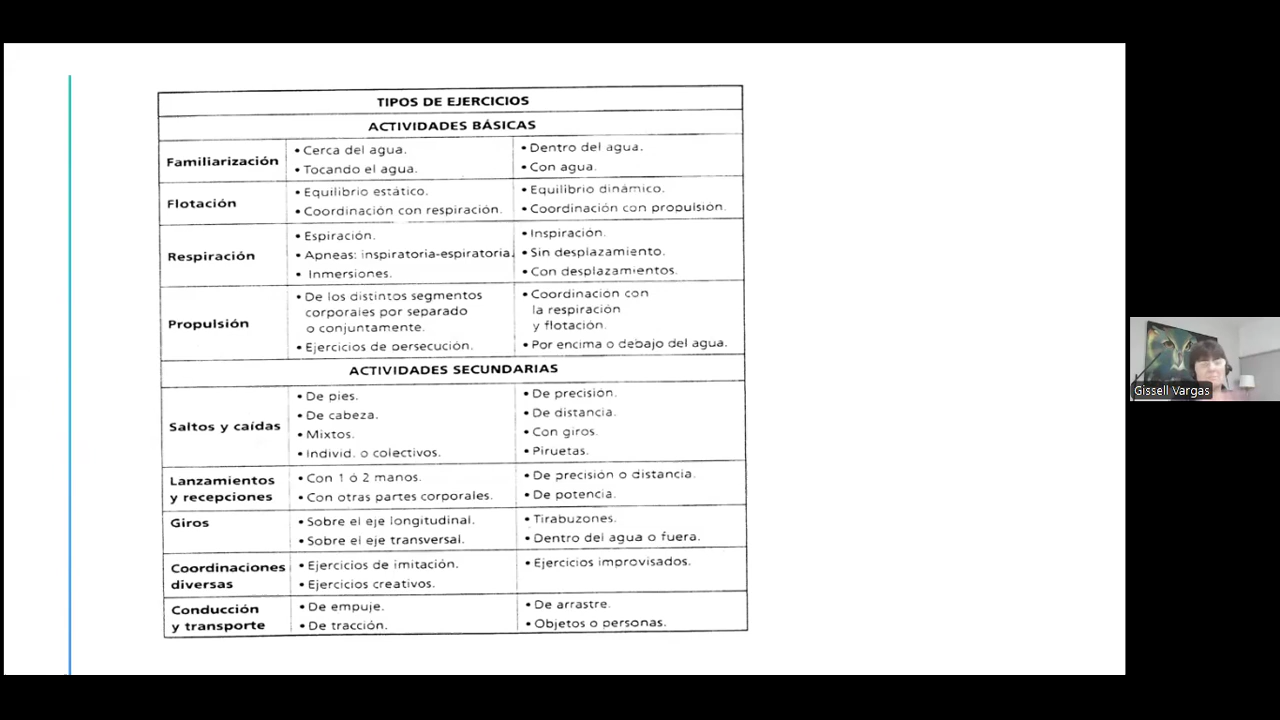 TIPOS DE EJERCICIOS
ACTIVIDADES BÁSICAS
Familiarización
• Cerca del agua.
• Tocando el agua.
• Dentro del agua.
• Con agua.
Flotación
• Equilibrio estático.
• Coordinación con respiración.
• Equilibrio dinámico.
• Coordinación con propulsión.
Respiración
• Espiración.
• Apneas: inspiratoria-espiratoria.
• Inmersiones.
• Inspiración.
• Sin desplazamiento.
• Con desplazamientos.
Propulsión
• De los distintos segmentos
corporales por separado
o conjuntamente.
• Ejercicios de persecución.
• Coordinación con
la respiración
y flotación.
• Por encima o debajo del agua.
ACTIVIDADES SECUNDARIAS
Saltos y caídas
• De pies.
• De cabeza.
• Mixtos.
• Individ. o colectivos.
• De precisión.
• De distancia.
• Con giros.
• Piruetas.
Lanzamientos
y recepciones
• Con 1 ó 2 manos.
• Con otras partes corporales.
• De precisión o distancia.
• De potencia.
Giros
• Sobre el eje longitudinal.
• Sobre el eje transversal.
• Tirabuzones.
• Dentro del agua o fuera.
Coordinaciones
diversas
• Ejercicios de imitación.
• Ejercicios creativos.
• Ejercicios improvisados.
Conducción
y transporte
• De empuje.
• De tracción.
• De arrastre.
• Objetos o personas.
Gissell Vargas